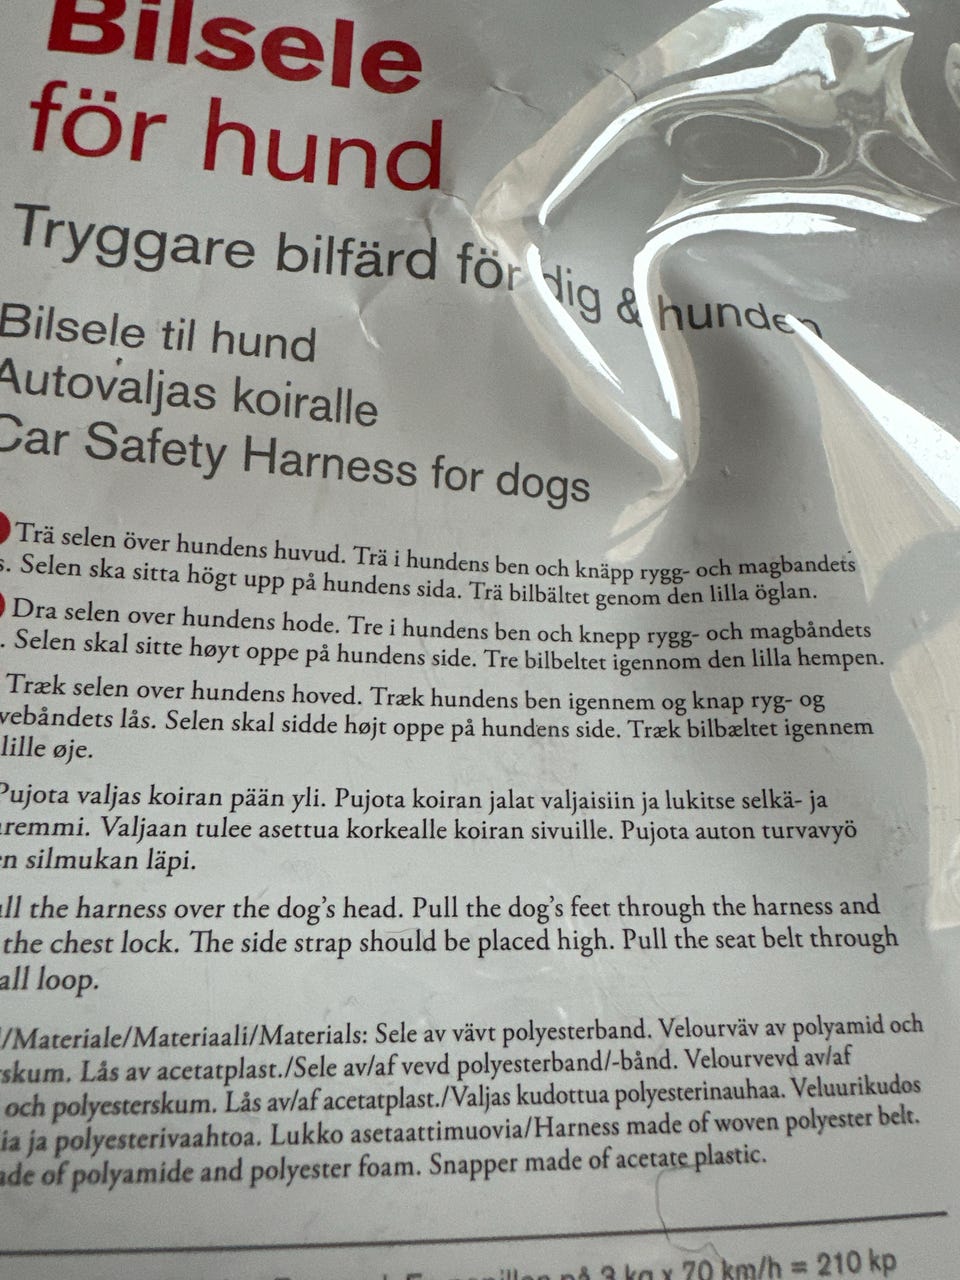 Bilsele
för hund
Tryggare bilfärd för dig & hunden
Bilsele til hund
Autovaljas koiralle
Car Safety Harness for dogs
Trä selen över hundens huvud. Trä i hundens ben och knäpp rygg- och magbandets
s. Selen ska sitta högt upp på hundens sida. Trä bilbältet genom den lilla öglan.
Dra selen over hundens hode. Tre i hundens ben och knepp rygg- och magbåndets
. Selen skal sitte høyt oppe på hundens side. Tre bilbeltet igennom den lilla hempen.
Træk selen over hundens hoved. Træk hundens ben igennem og knap ryg- og
vebåndets lås. Selen skal sidde højt oppe på hundens side. Træk bilbæltet igennem
lille øje.
Pujota valjas koiran pään yli. Pujota koiran jalat valjaisiin ja lukitse selkä- ja
remmi. Valjaan tulee asettua korkealle koiran sivuille. Pujota auton turvavyö
n silmukan läpi.
ll the harness over the dog's head. Pull the dog's feet through the harness and
the chest lock. The side strap should be placed high. Pull the seat belt through
all loop.
/Materiale/Materiaali/Materials: Sele av vävt polyesterband. Velourväv av polyamid och
skum. Lås av acetatplast./Sele av/af vevd polyesterband/-bånd. Velourvevd av/af
och polyesterskum. Lås av/af acetatplast./Valjas kudottua polyesterinauhaa. Veluurikudos
ia ja polyesterivaahtoa. Lukko asetaattimuovia/Harness made of woven polyester belt.
ade of polyamide and polyester foam. Snapper made of acetate plastic.
på 3 kg x 70 km/h = 210 kp